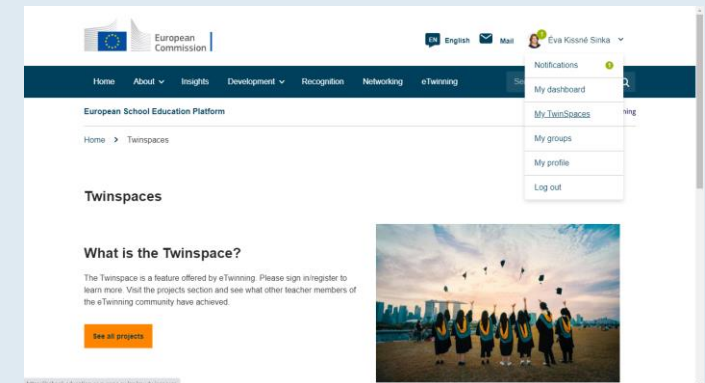 European
Commission
EN English Mail 1 Éva Kissné Sinka
Notifications 1
Home About Insights Development Recognition Networking eTwinning
My dashboard
European School Education Platform
My TwinSpaces
Home > Twinspaces
My groups
My profile
Log out
Twinspaces
What is the Twinspace?
The Twinspace is a feature offered by eTwinning. Please sign in/register to
learn more. Visit the projects section and see what other teacher members of
the eTwinning community have achieved.
See all projects